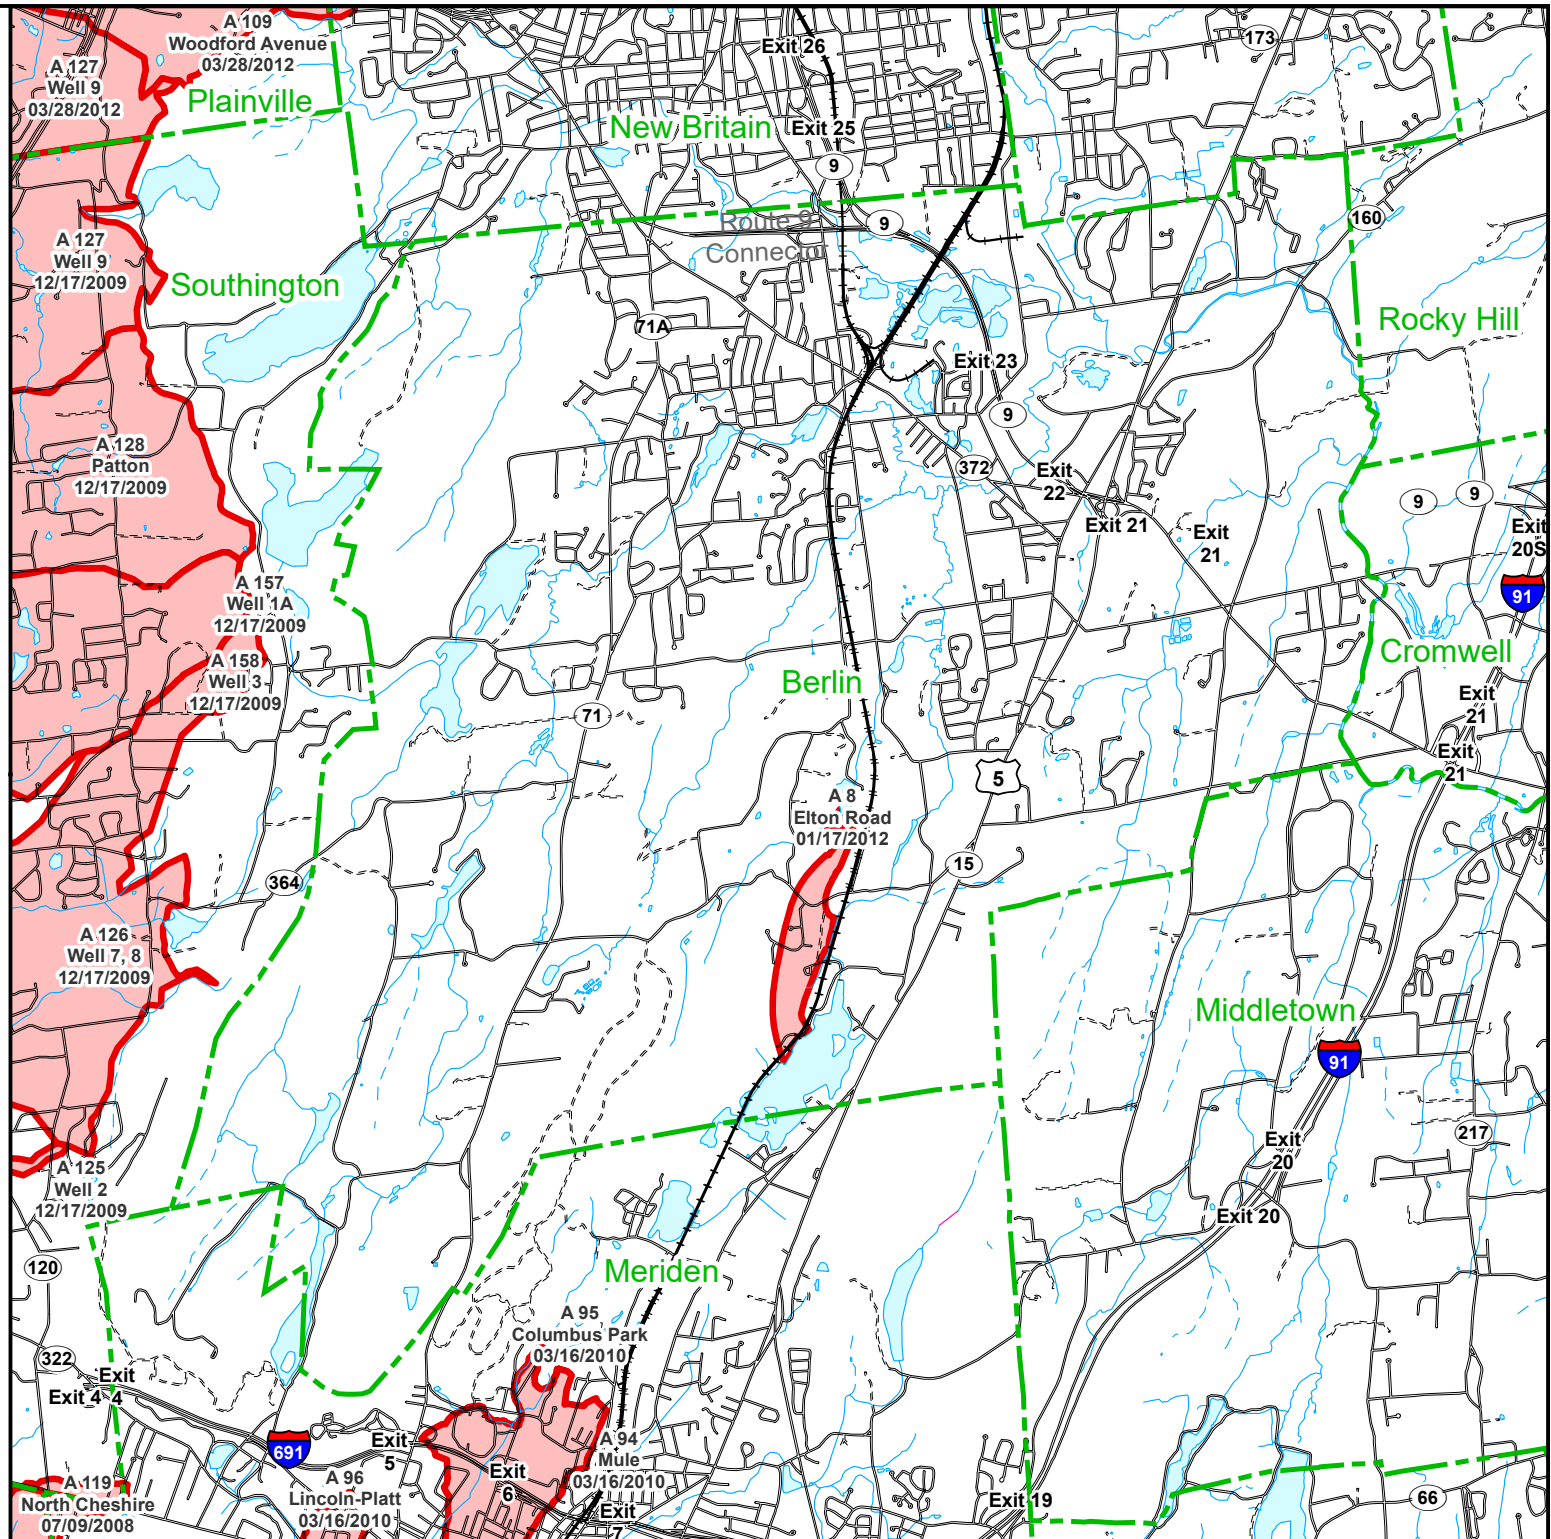 A 109
Woodford Avenue
03/28/2012
A 127
Well 9
03/28/2012
Plainville
New Britain
Exit 26
Exit 25
9
173
Route 9
Connector
9
160
A 127
Well 9
12/17/2009
Southington
71A
Rocky Hill
Exit 23
9
A 128
Patton
12/17/2009
372
Exit
22
Exit 21
Exit
21
9
9
Exit
20S
91
A 157
Well 1A
12/17/2009
A 158
Well 3
12/17/2009
Berlin
Cromwell
71
Exit
21
Exit
21
5
A 8
Elton Road
01/17/2012
15
364
A 126
Well 7, 8
12/17/2009
Middletown
91
217
Exit
20
Exit 20
A 125
Well 2
12/17/2009
120
Meriden
A 95
Columbus Park
03/16/2010
322
Exit
4
Exit 4
691
Exit
5
A 94
Mule
03/16/2010
Exit
6
A 96
Lincoln-Platt
03/16/2010
A 119
North Cheshire
07/09/2008
Exit
7
Exit 19
66